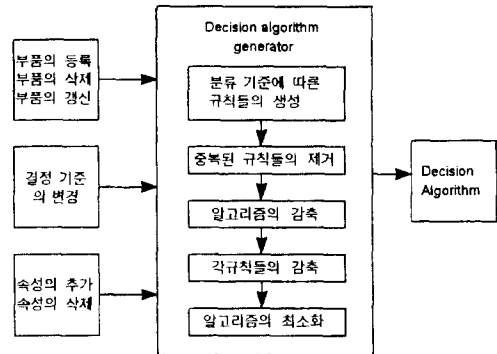 부품의 등록
부품의 삭제
부품의 갱신
결정 기준
의 변경
속성의 추가
속성의 삭제
Decision algorithm
generator
분류 기준에 따른
규칙들의 생성
중복된 규칙들의 제거
알고리즘의 감축
각규칙들의 감축
알고리즘의 최소화
Decision
Algorithm